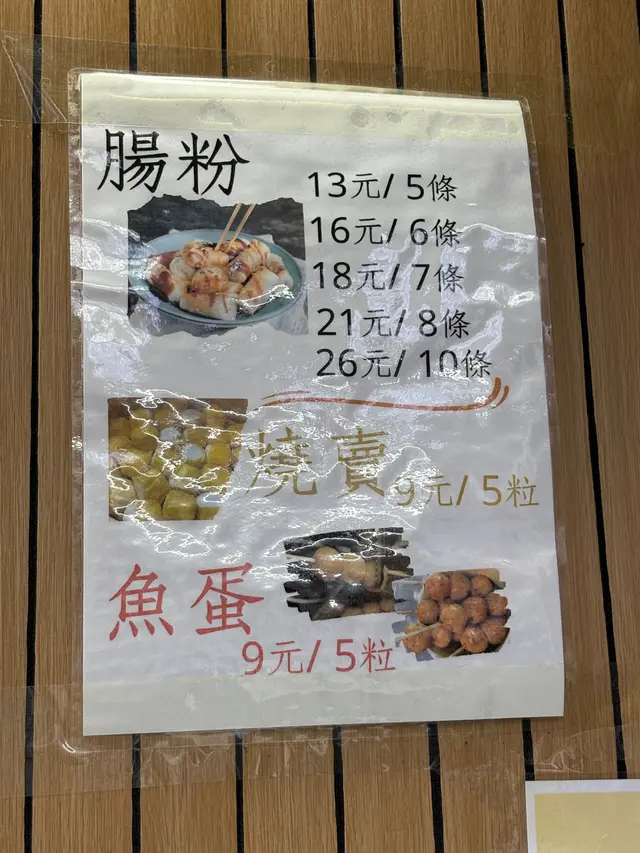 腸粉
13元/ 5條
16元/ 6條
18元/ 7條
21元/ 8條
26元/ 10條
燒賣
9元/ 5粒
魚蛋
9元/ 5粒